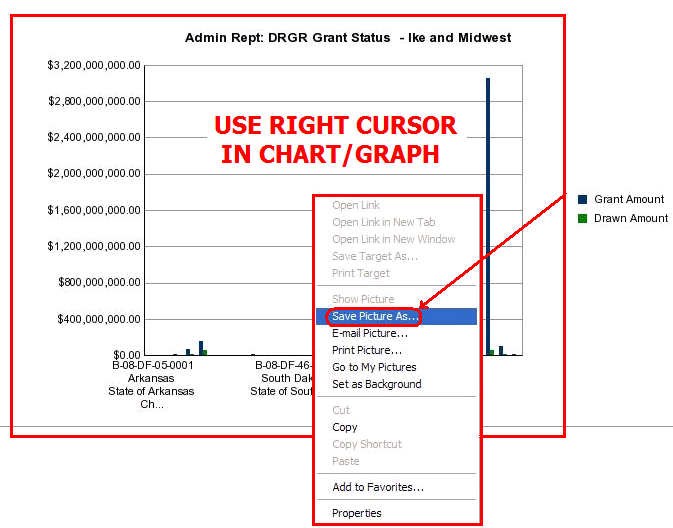 Admin Rept: DRGR Grant Status - Ike and Midwest
$3,200,000,000.00
$2,800,000,000.00
$2,400,000,000.00
$2,000,000,000.00
$1,600,000,000.00
$1,200,000,000.00
$800,000,000.00
$400,000,000.00
$0.00
USE RIGHT CURSOR
IN CHART/GRAPH
Grant Amount
Drawn Amount
B-08-DF-05-0001
Arkansas
State of Arkansas
Ch...
B-08-DF-46-
South Dak
State of Sout
Open Link
Open Link in New Tab
Open Link in New Window
Save Target As...
Print Target
Show Picture
Save Picture As...
E-mail Picture...
Print Picture...
Go to My Pictures
Set as Background
Cut
Copy
Copy Shortcut
Paste
Add to Favorites...
Properties